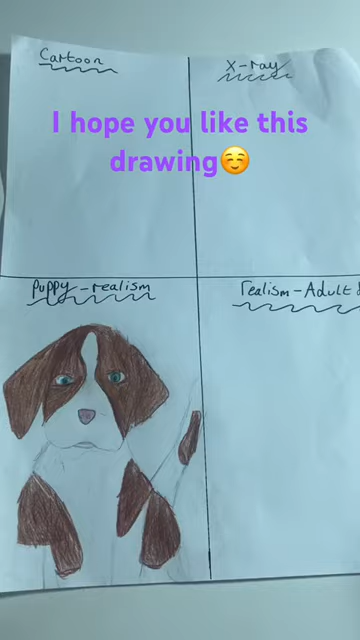 Cartoon
X-ray
I hope you like this
drawing☺️
puppy-realism
realism-Adult